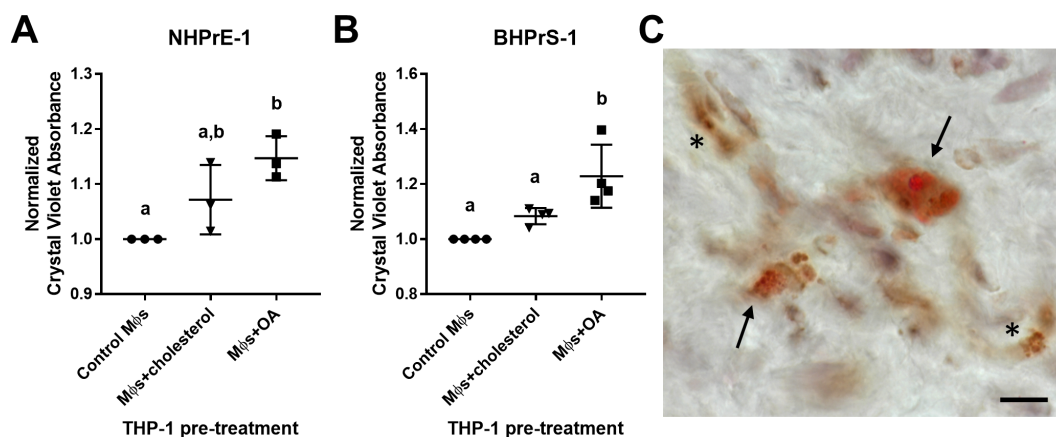 A
NHPrE-1
Normalized
Crystal Violet Absorbance
1.3
1.2
1.1
1.0
0.9
a
a,b
b
Control Mϕs
Mϕs+cholesterol
Mϕs+OA
THP-1 pre-treatment
B
BHPrS-1
Normalized
Crystal Violet Absorbance
1.6
1.4
1.2
1.0
0.8
a
a
b
Control Mϕs
Mϕs+cholesterol
Mϕs+OA
THP-1 pre-treatment
C
*
*